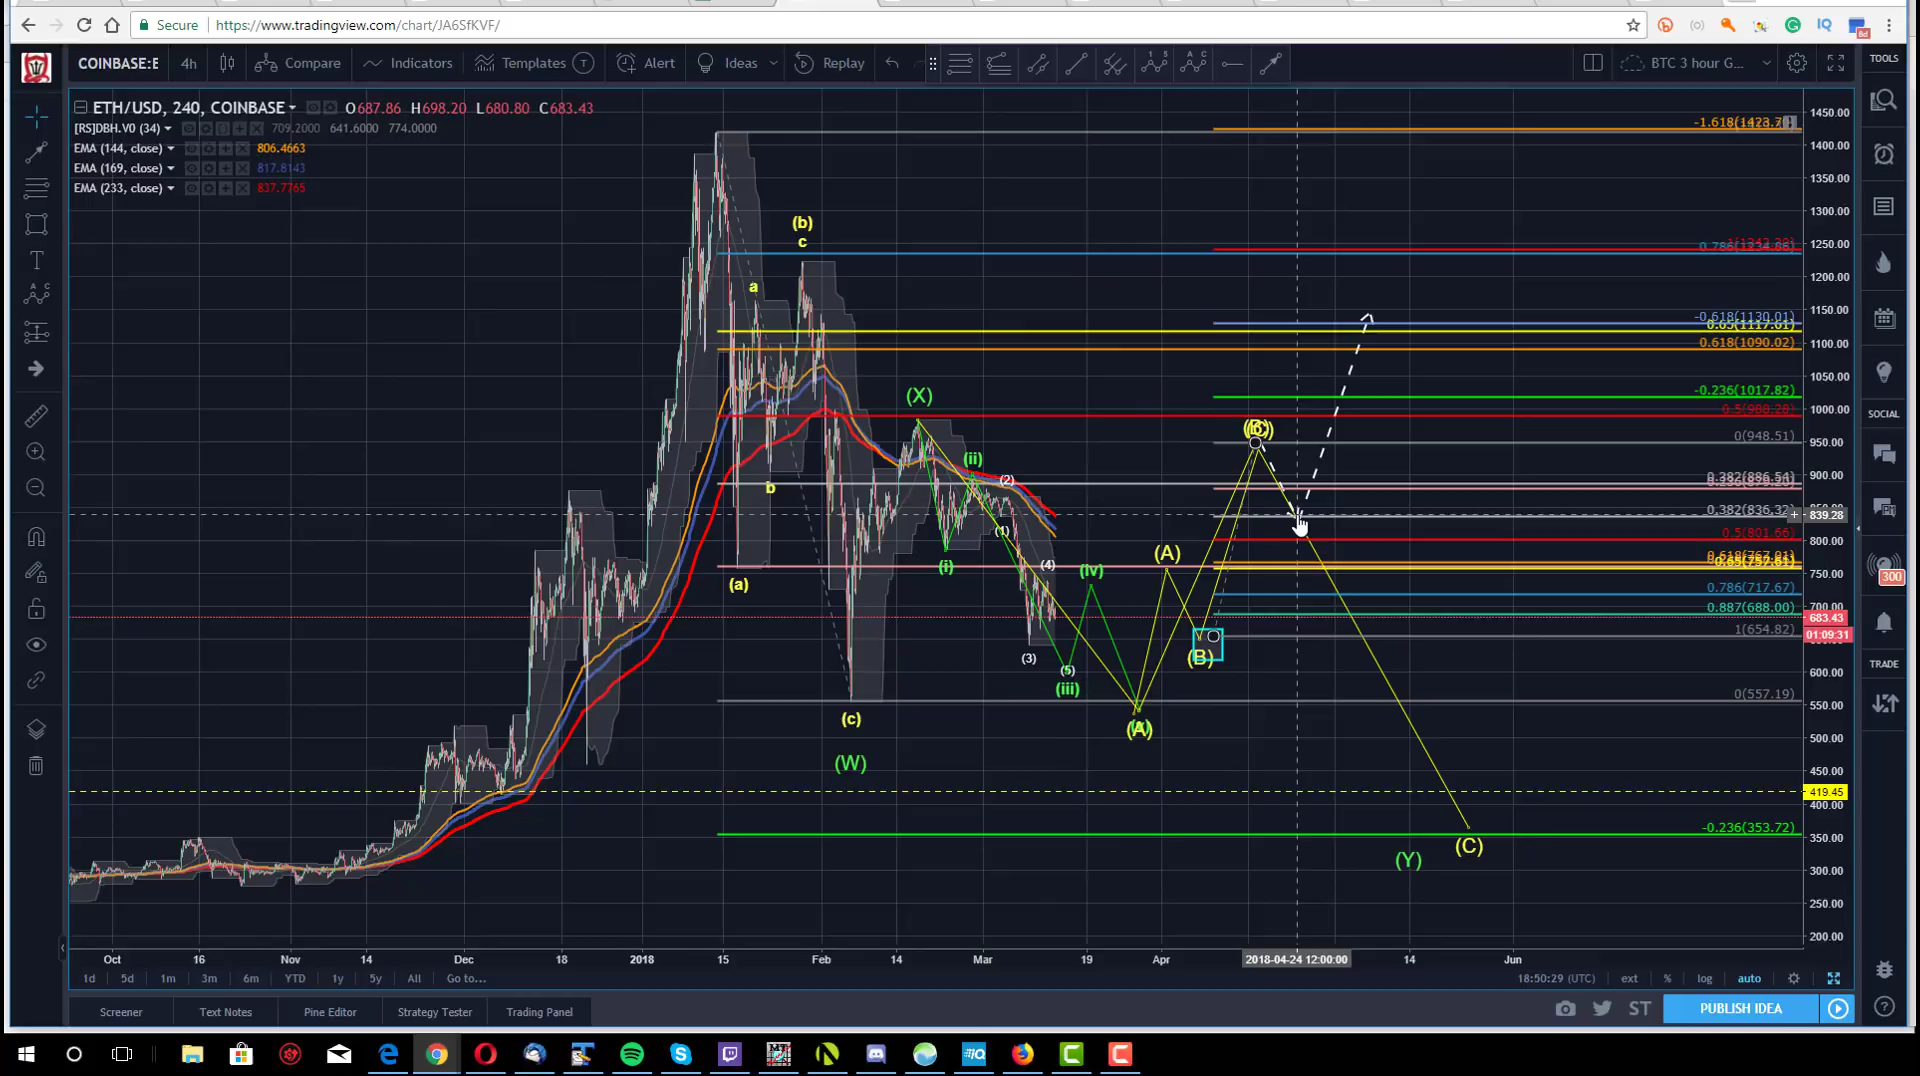 Secure
https://www.tradingview.com/chart/JA6SfKVF/
COINBASE:E
4h
Compare
Indicators
Templates
T
Alert
Ideas
Replay
BTC 3 hour G...
TOOLS
ETH/USD, 240, COINBASE
O687.86 H698.20 L680.80 C683.43
[RS]DBH.V0 (34)
709.2000 641.6000 774.0000
EMA (144, close)
806.4663
EMA (169, close)
817.8143
EMA (233, close)
837.7765
(b)
c
a
b
(a)
(c)
(W)
(X)
(i)
(ii)
(1)
(2)
(3)
(4)
(5)
(iii)
(iv)
(A)
(A)
(B)
(C)
(Y)
0.5(980.28)
-0.618(1130.01)
0.618(1090.02)
-0.236(1017.82)
0(948.51)
0.382(886.54)
0.382(836.32)
0.5(801.66)
0.786(717.67)
0.887(688.00)
1(654.82)
0(557.19)
-0.236(353.72)
1450.00
1400.00
1350.00
1300.00
1250.00
1200.00
1150.00
1100.00
1050.00
1000.00
950.00
900.00
839.28
800.00
750.00
700.00
683.43
01:09:31
600.00
550.00
500.00
450.00
419.45
400.00
350.00
300.00
250.00
200.00
SOCIAL
300
TRADE
Oct
16
Nov
14
Dec
18
2018
15
Feb
14
Mar
19
Apr
2018-04-24 12:00:00
14
Jun
1d 5d 1m 3m 6m YTD 1y 5y All Go to...
18:50:29 (UTC)
ext % log auto
Screener
Text Notes
Pine Editor
Strategy Tester
Trading Panel
ST
PUBLISH IDEA